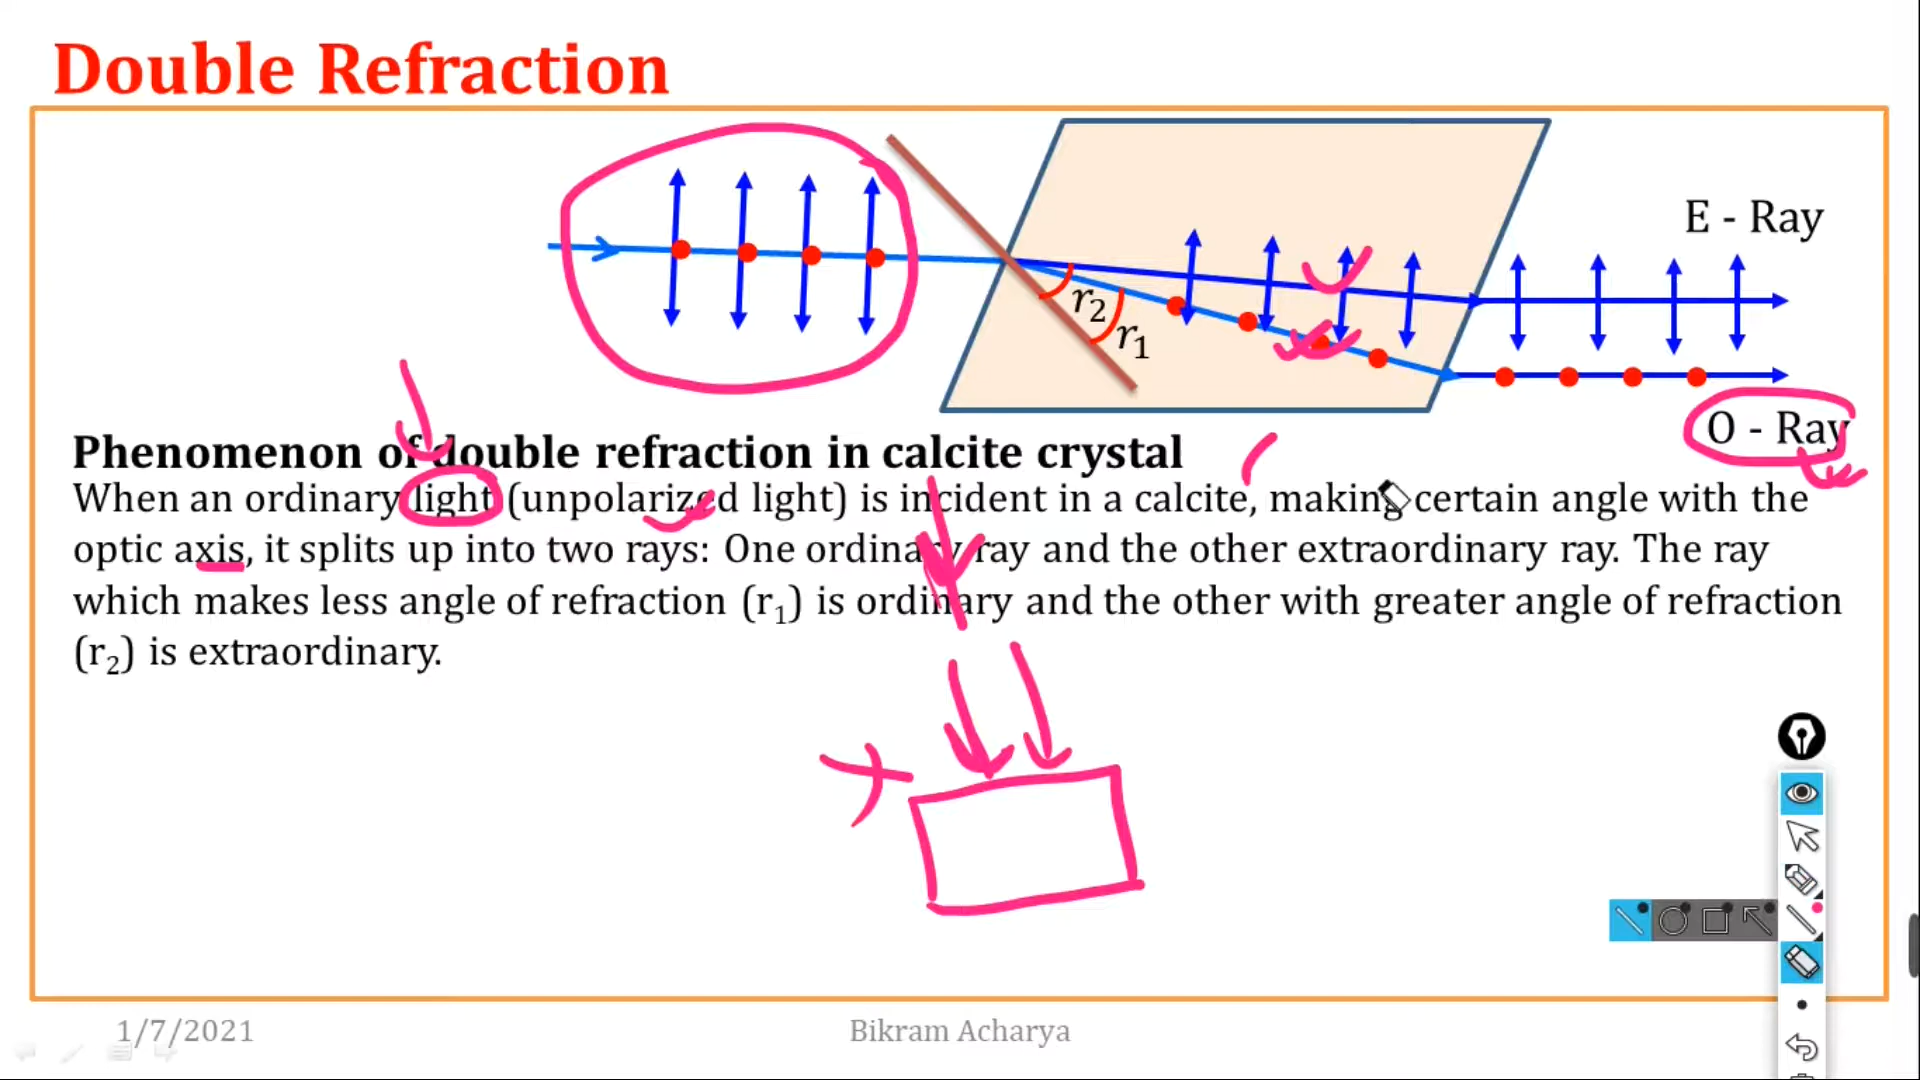 Double Refraction
E - Ray
r2
r1
O - Ray
Phenomenon of double refraction in calcite crystal
When an ordinary light (unpolarized light) is incident in a calcite, making certain angle with the
optic axis, it splits up into two rays: One ordinary ray and the other extraordinary ray. The ray
which makes less angle of refraction (r1) is ordinary and the other with greater angle of refraction
(r2) is extraordinary.
1/7/2021
Bikram Acharya